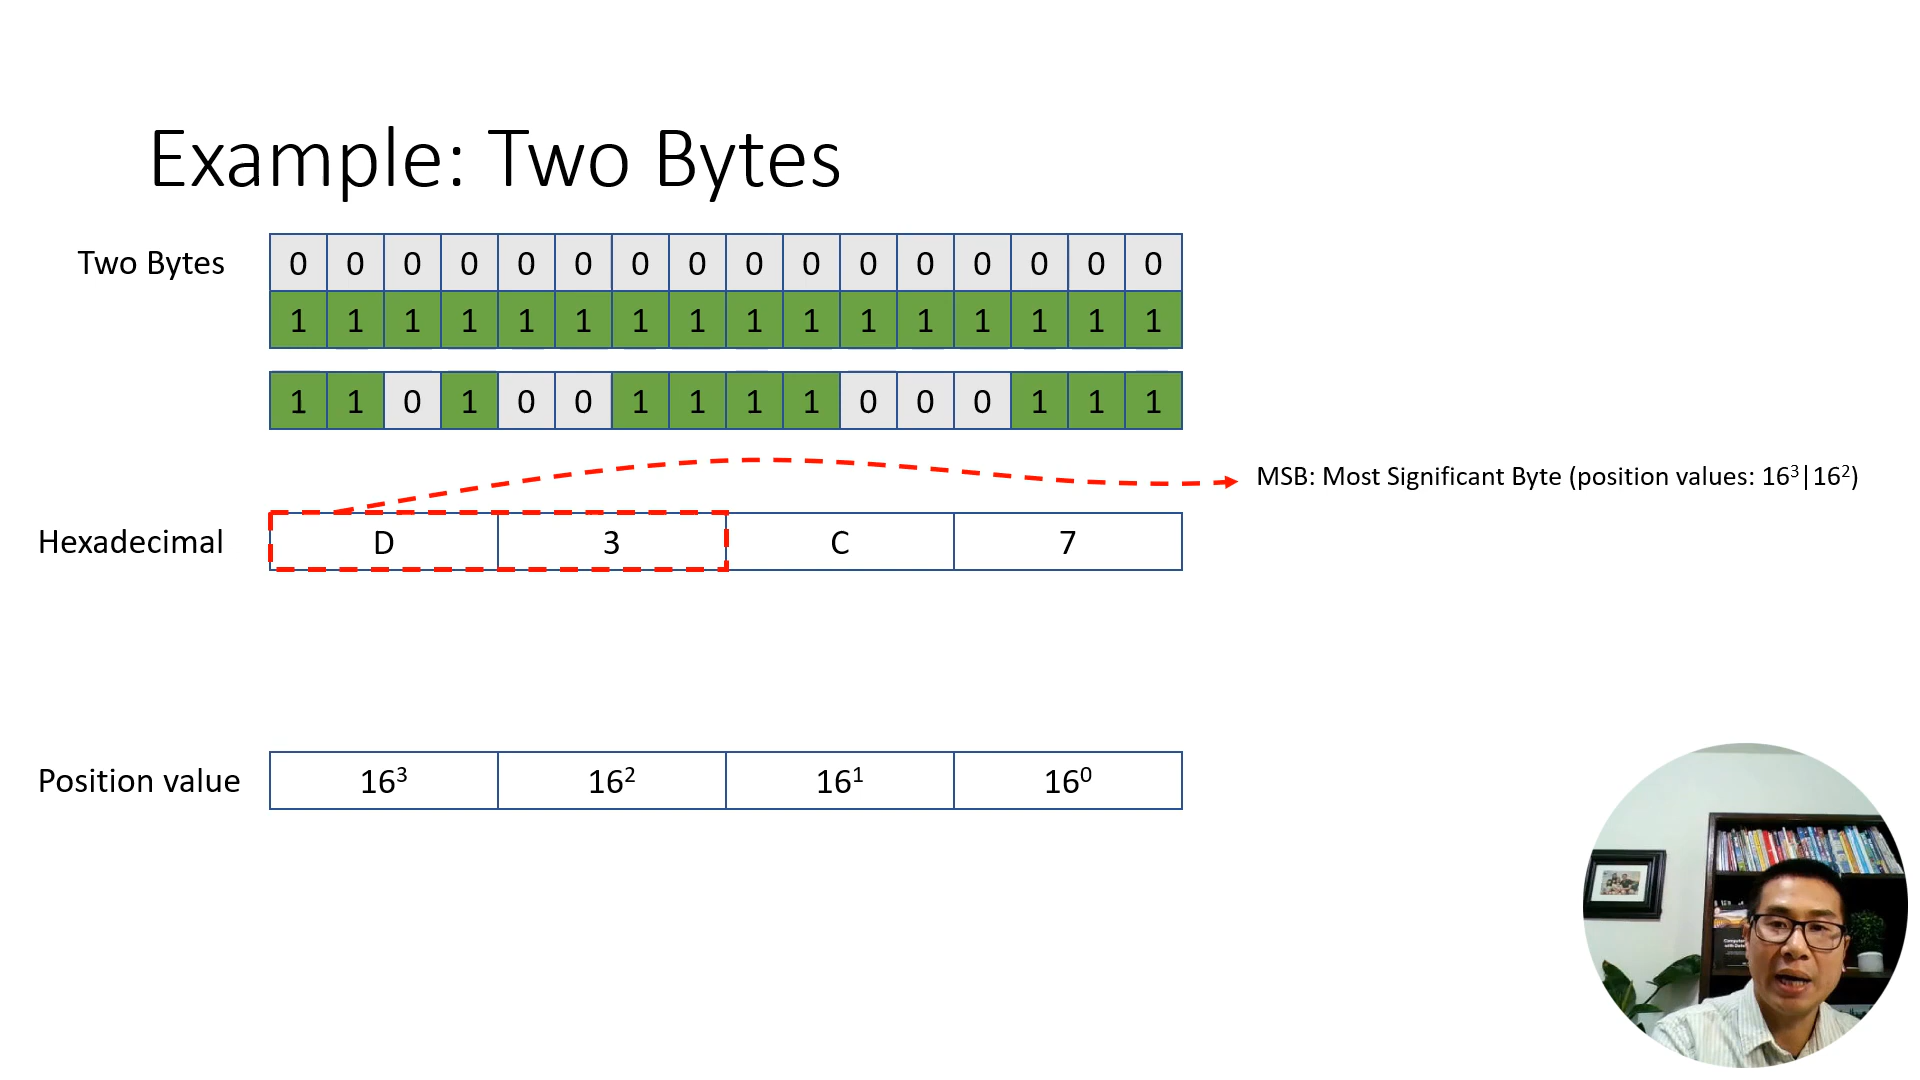 Example: Two Bytes
Two Bytes 0 0 0 0 0 0 0 0 0 0 0 0 0 0 0 0
1 1 1 1 1 1 1 1 1 1 1 1 1 1 1 1
1 1 0 1 0 0 1 1 1 1 0 0 0 1 1 1
MSB: Most Significant Byte (position values: 16³|16²)
Hexadecimal D 3 C 7
Position value 16³ 16² 16¹ 16⁰